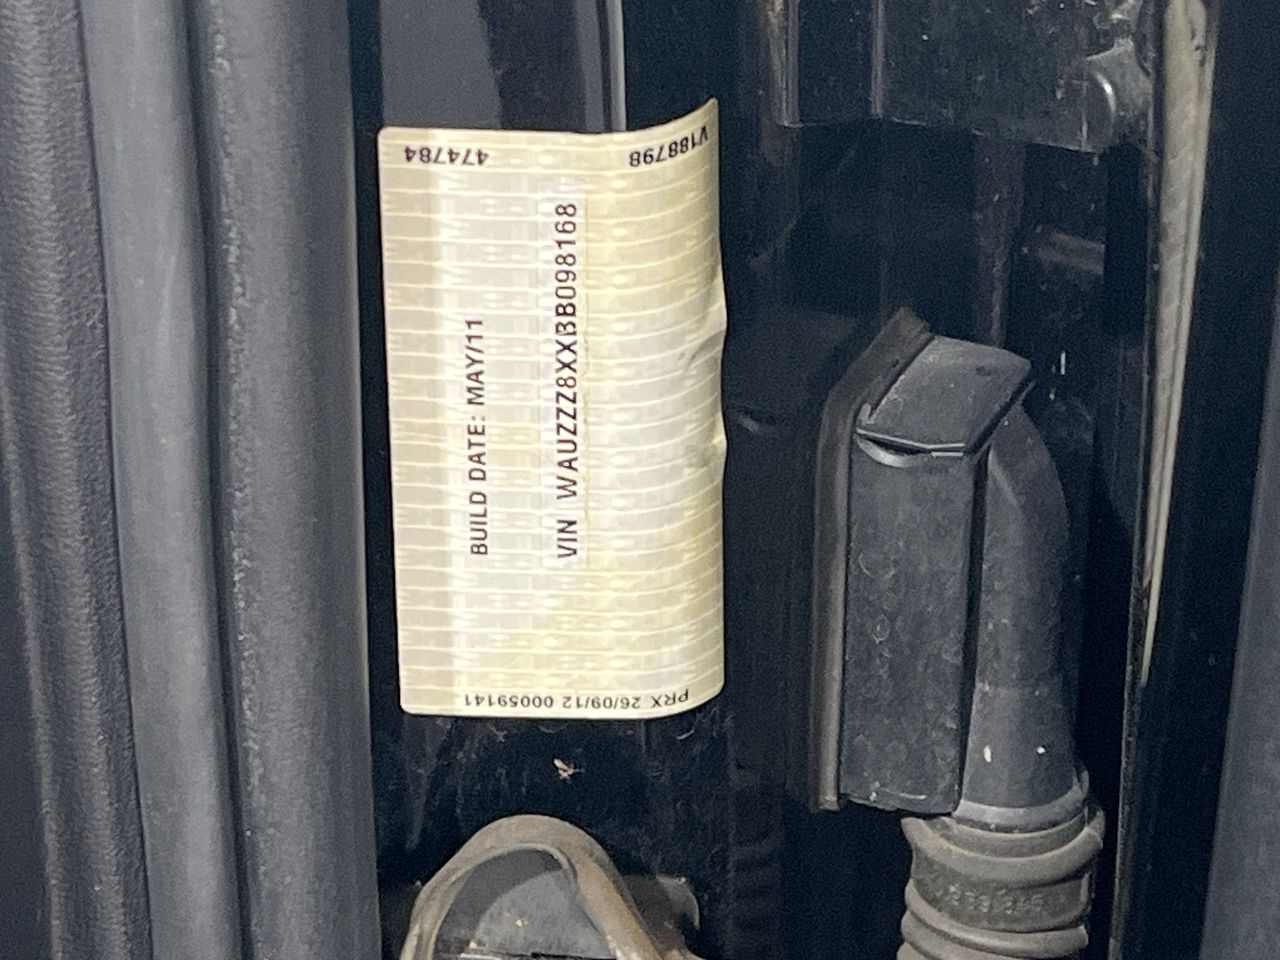 474784
V188798
BUILD DATE: MAY/11
VIN WAUZZZ8XXBB098168
PRX 26/09/12 00059141